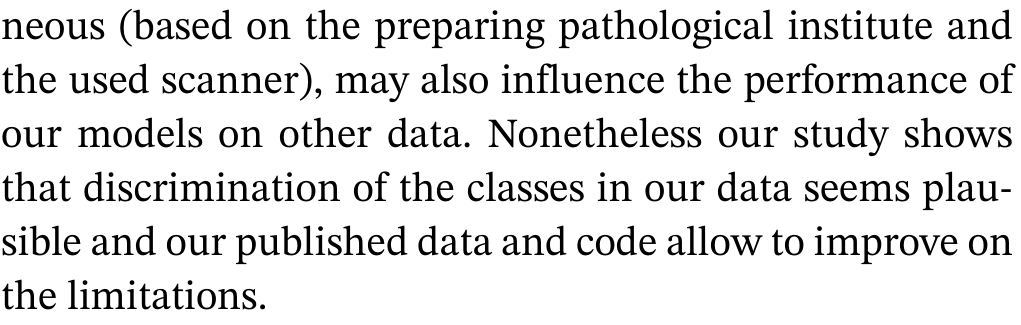 neous (based on the preparing pathological institute and
the used scanner), may also influence the performance of
our models on other data. Nonetheless our study shows
that discrimination of the classes in our data seems plau-
sible and our published data and code allow to improve on
the limitations.